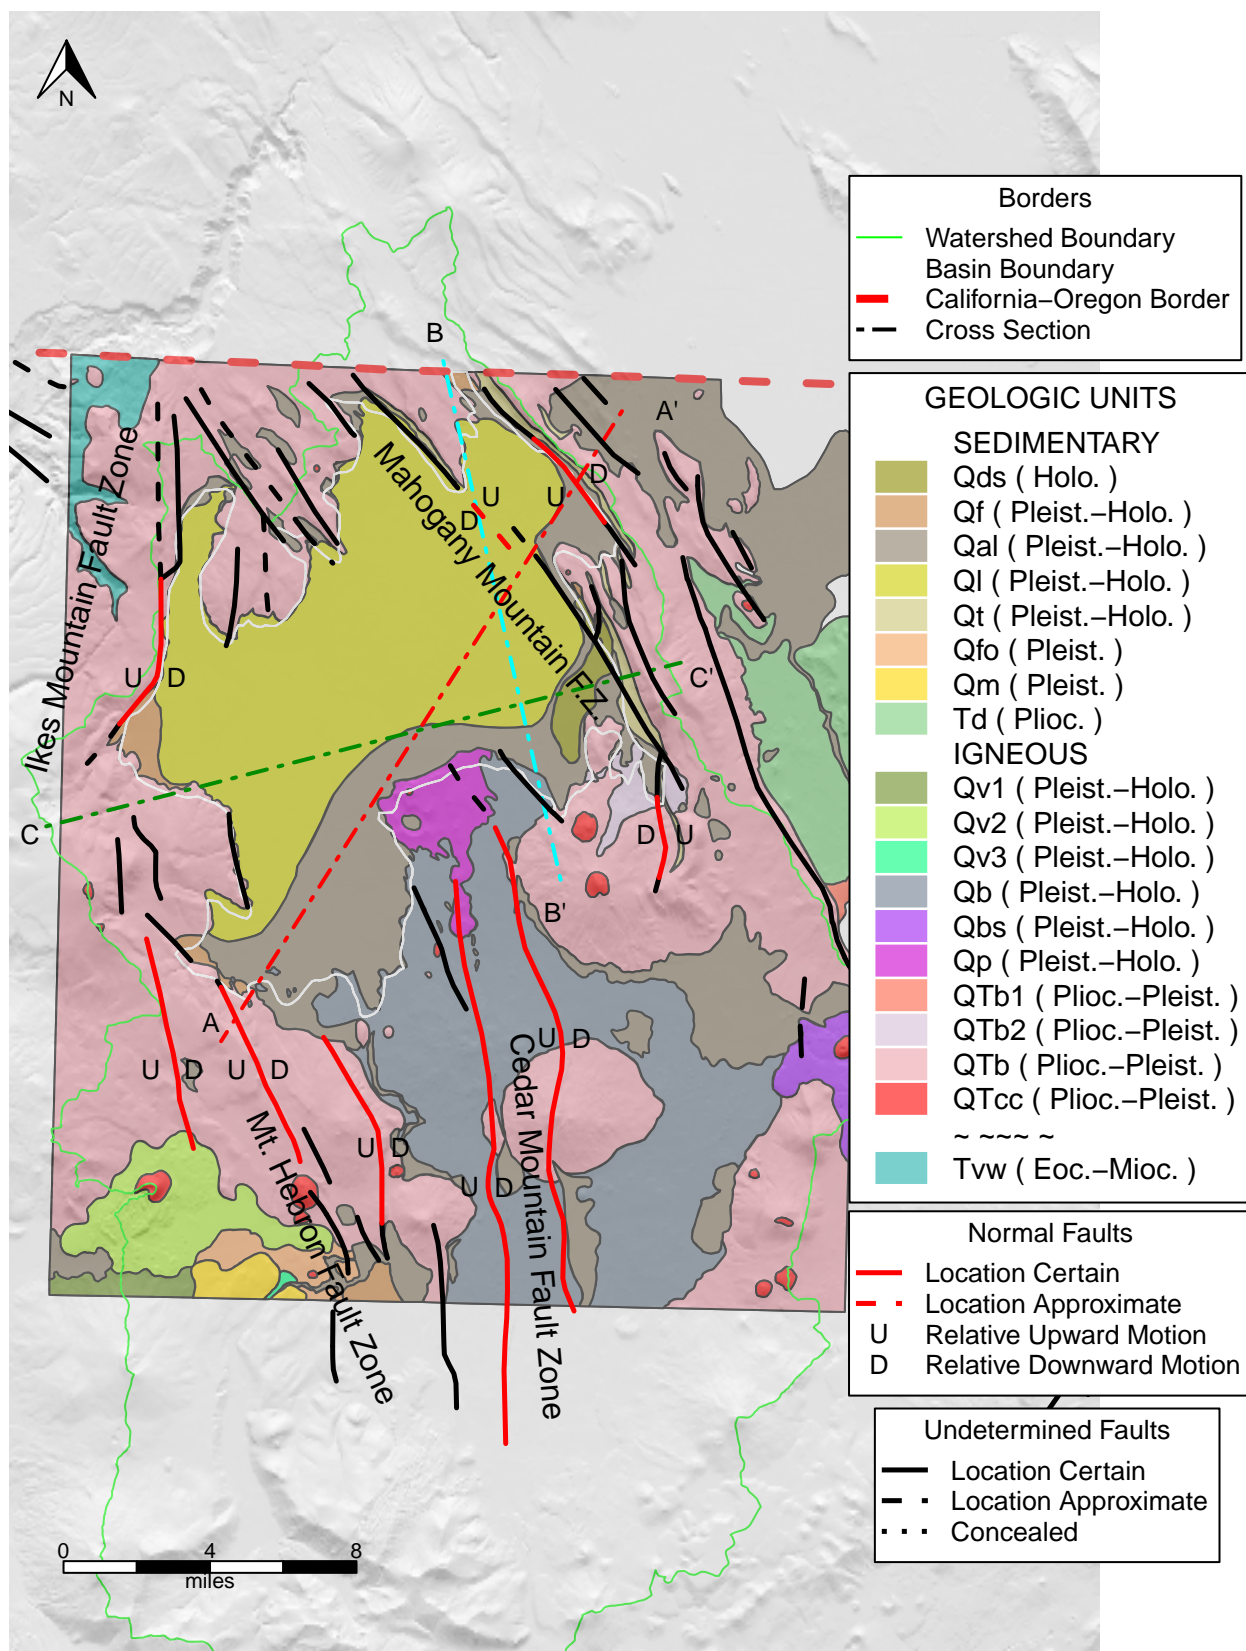 N
Borders
Watershed Boundary
Basin Boundary
California−Oregon Border
Cross Section
B
A'
Ikes Mountain Fault Zone
Mahogany Mountain F.Z.
U
D
U
D
U
D
C'
C
D
U
B'
A
U
D
U
D
U
D
U
D
U
D
Mt. Hebron Fault Zone
Cedar Mountain Fault Zone
GEOLOGIC UNITS
SEDIMENTARY
Qds ( Holo. )
Qf ( Pleist.−Holo. )
Qal ( Pleist.−Holo. )
Ql ( Pleist.−Holo. )
Qt ( Pleist.−Holo. )
Qfo ( Pleist. )
Qm ( Pleist. )
Td ( Plioc. )
IGNEOUS
Qv1 ( Pleist.−Holo. )
Qv2 ( Pleist.−Holo. )
Qv3 ( Pleist.−Holo. )
Qb ( Pleist.−Holo. )
Qbs ( Pleist.−Holo. )
Qp ( Pleist.−Holo. )
QTb1 ( Plioc.−Pleist. )
QTb2 ( Plioc.−Pleist. )
QTb ( Plioc.−Pleist. )
QTcc ( Plioc.−Pleist. )
~ ~~~ ~
Tvw ( Eoc.−Mioc. )
Normal Faults
Location Certain
Location Approximate
U Relative Upward Motion
D Relative Downward Motion
Undetermined Faults
Location Certain
Location Approximate
Concealed
0 4 8
miles